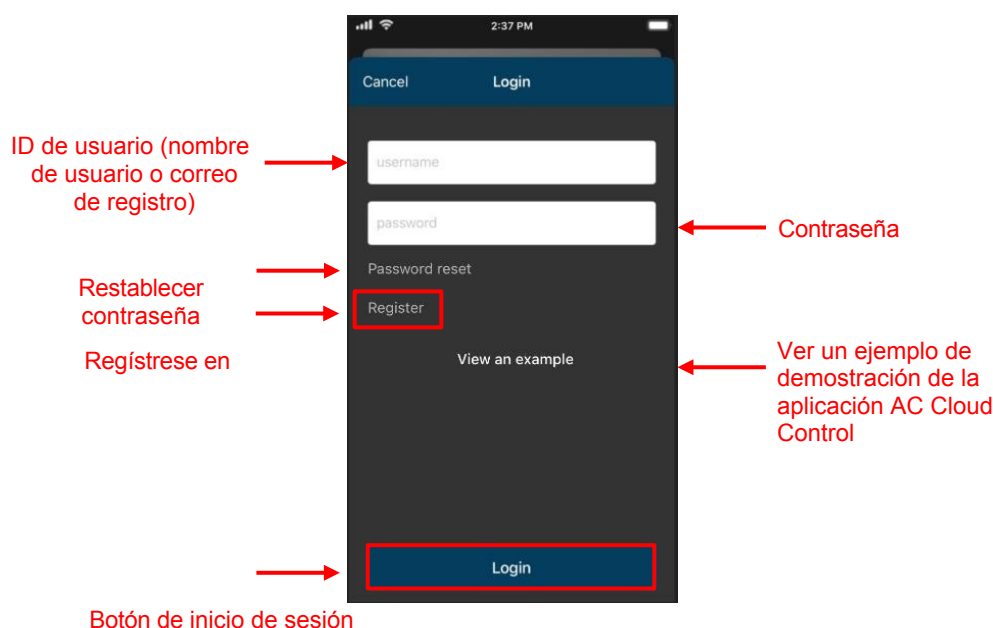 2:37 PM
Cancel
Login
ID de usuario (nombre
de usuario o correo
de registro)
username
password
Contraseña
Password reset
Restablecer
contraseña
Register
Regístrese en
View an example
Ver un ejemplo de
demostración de la
aplicación AC Cloud
Control
Login
Botón de inicio de sesión